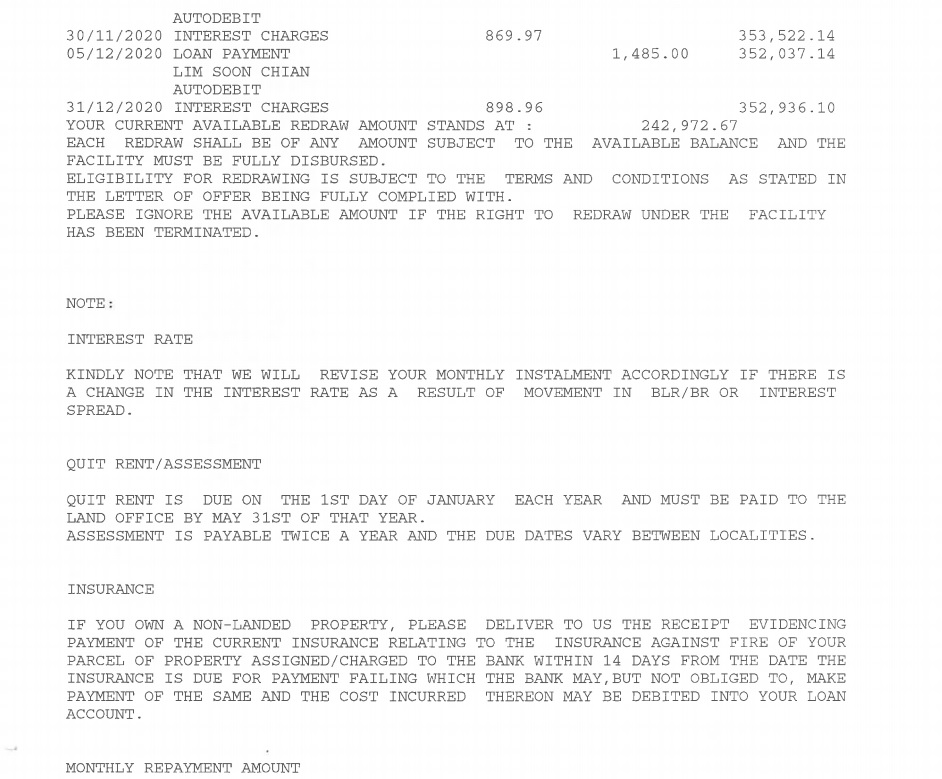 AUTODEBIT
30/11/2020 INTEREST CHARGES 869.97 353,522.14
05/12/2020 LOAN PAYMENT 1,485.00 352,037.14
LIM SOON CHIAN
AUTODEBIT
31/12/2020 INTEREST CHARGES 898.96 352,936.10
YOUR CURRENT AVAILABLE REDRAW AMOUNT STANDS AT : 242,972.67
EACH REDRAW SHALL BE OF ANY AMOUNT SUBJECT TO THE AVAILABLE BALANCE AND THE
FACILITY MUST BE FULLY DISBURSED.
ELIGIBILITY FOR REDRAWING IS SUBJECT TO THE TERMS AND CONDITIONS AS STATED IN
THE LETTER OF OFFER BEING FULLY COMPLIED WITH.
PLEASE IGNORE THE AVAILABLE AMOUNT IF THE RIGHT TO REDRAW UNDER THE FACILITY
HAS BEEN TERMINATED.
NOTE:
INTEREST RATE
KINDLY NOTE THAT WE WILL REVISE YOUR MONTHLY INSTALMENT ACCORDINGLY IF THERE IS
A CHANGE IN THE INTEREST RATE AS A RESULT OF MOVEMENT IN BLR/BR OR INTEREST
SPREAD.
QUIT RENT/ASSESSMENT
QUIT RENT IS DUE ON THE 1ST DAY OF JANUARY EACH YEAR AND MUST BE PAID TO THE
LAND OFFICE BY MAY 31ST OF THAT YEAR.
ASSESSMENT IS PAYABLE TWICE A YEAR AND THE DUE DATES VARY BETWEEN LOCALITIES.
INSURANCE
IF YOU OWN A NON-LANDED PROPERTY, PLEASE DELIVER TO US THE RECEIPT EVIDENCING
PAYMENT OF THE CURRENT INSURANCE RELATING TO THE INSURANCE AGAINST FIRE OF YOUR
PARCEL OF PROPERTY ASSIGNED/CHARGED TO THE BANK WITHIN 14 DAYS FROM THE DATE THE
INSURANCE IS DUE FOR PAYMENT FAILING WHICH THE BANK MAY,BUT NOT OBLIGED TO, MAKE
PAYMENT OF THE SAME AND THE COST INCURRED THEREON MAY BE DEBITED INTO YOUR LOAN
ACCOUNT.
MONTHLY REPAYMENT AMOUNT